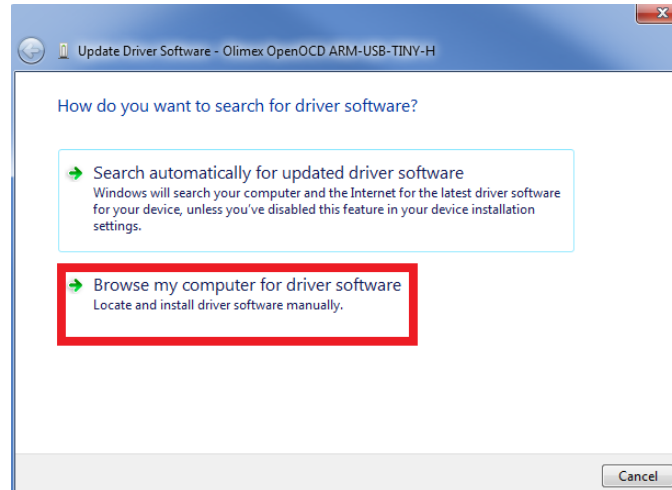 Update Driver Software - Olimex OpenOCD ARM-USB-TINY-H
How do you want to search for driver software?
Search automatically for updated driver software
Windows will search your computer and the Internet for the latest driver software
for your device, unless you've disabled this feature in your device installation
settings.
Browse my computer for driver software
Locate and install driver software manually.
Cancel